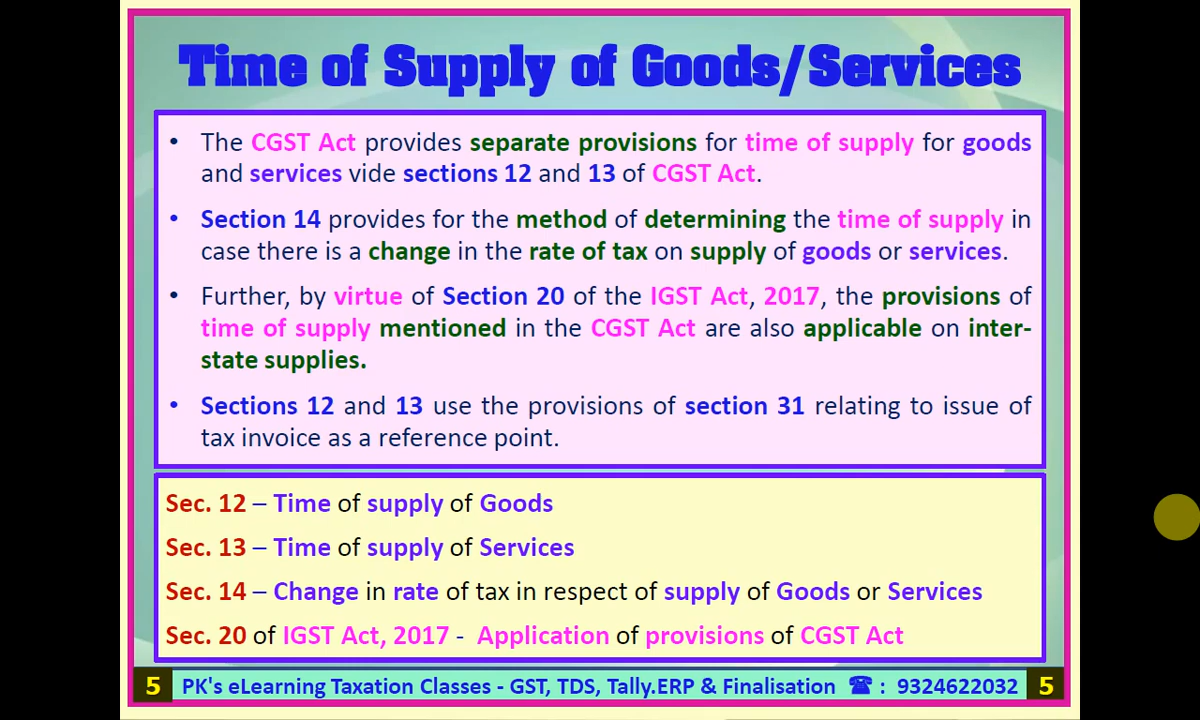 Time of Supply of Goods/Services
• The CGST Act provides separate provisions for time of supply for goods
and services vide sections 12 and 13 of CGST Act.
• Section 14 provides for the method of determining the time of supply in
case there is a change in the rate of tax on supply of goods or services.
• Further, by virtue of Section 20 of the IGST Act, 2017, the provisions of
time of supply mentioned in the CGST Act are also applicable on inter-
state supplies.
• Sections 12 and 13 use the provisions of section 31 relating to issue of
tax invoice as a reference point.
Sec. 12 – Time of supply of Goods
Sec. 13 – Time of supply of Services
Sec. 14 – Change in rate of tax in respect of supply of Goods or Services
Sec. 20 of IGST Act, 2017 - Application of provisions of CGST Act
5 PK's eLearning Taxation Classes - GST, TDS, Tally.ERP & Finalisation ☎ : 9324622032 5